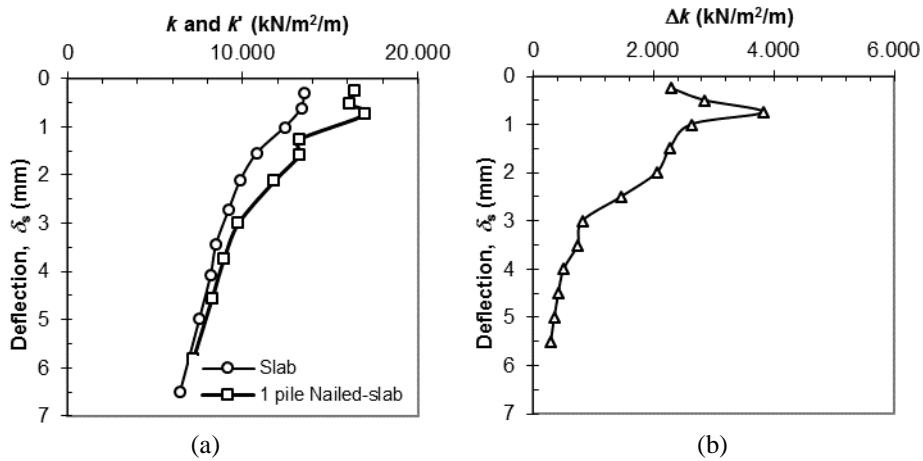 k and k' (kN/m²/m)
0 10.000 20.000
0
1
2
3
4
5
6
7
Deflection, δs (mm)
Slab
1 pile Nailed-slab
(a)
Δk (kN/m²/m)
0 2.000 4.000 6.000
0
1
2
3
4
5
6
7
Deflection, δs (mm)
(b)